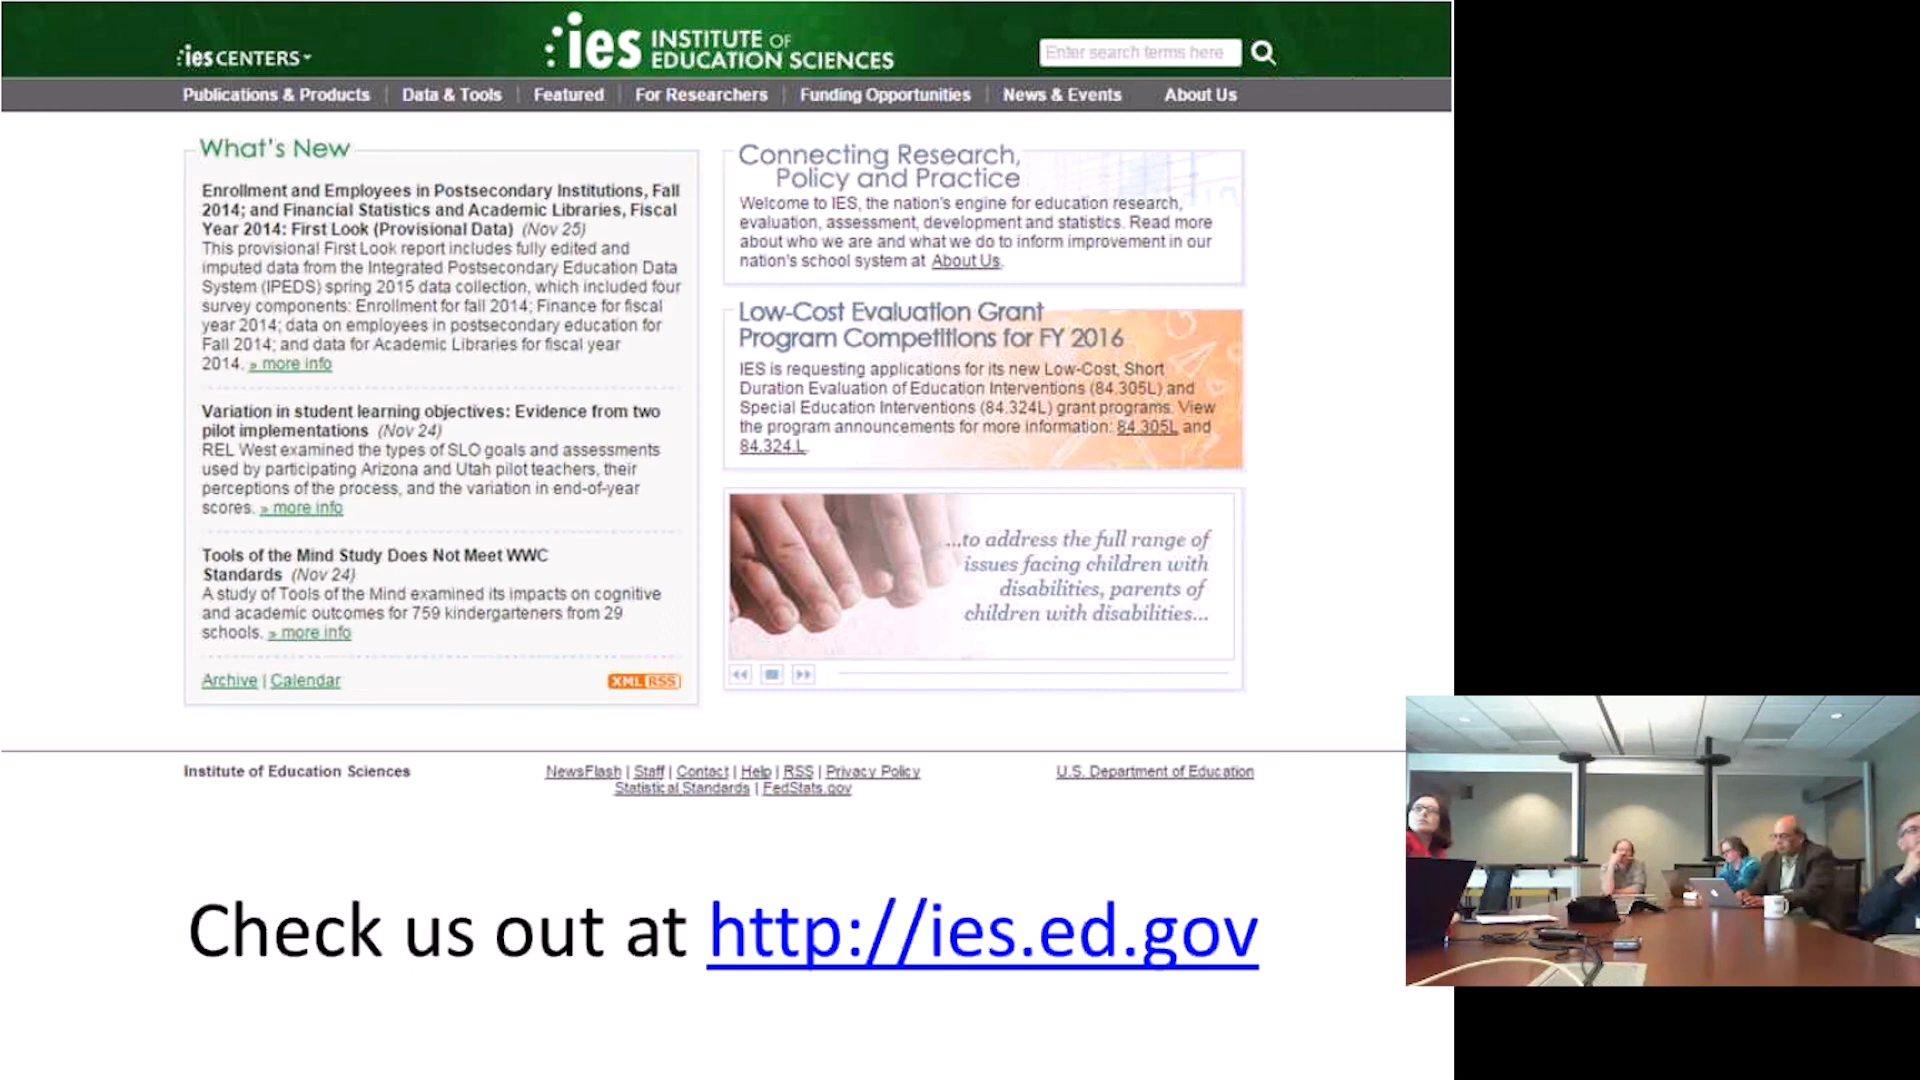 ies CENTERS
ies INSTITUTE OF
EDUCATION SCIENCES
Enter search terms here
Publications & Products | Data & Tools | Featured | For Researchers | Funding Opportunities | News & Events About Us
What's New
Enrollment and Employees in Postsecondary Institutions, Fall
2014; and Financial Statistics and Academic Libraries, Fiscal
Year 2014: First Look (Provisional Data) (Nov 25)
This provisional First Look report includes fully edited and
imputed data from the Integrated Postsecondary Education Data
System (IPEDS) spring 2015 data collection, which included four
survey components: Enrollment for fall 2014; Finance for fiscal
year 2014; data on employees in postsecondary education for
Fall 2014; and data for Academic Libraries for fiscal year
2014. » more info
Variation in student learning objectives: Evidence from two
pilot implementations (Nov 24)
REL West examined the types of SLO goals and assessments
used by participating Arizona and Utah pilot teachers, their
perceptions of the process, and the variation in end-of-year
scores. » more info
Tools of the Mind Study Does Not Meet WWC
Standards (Nov 24)
A study of Tools of the Mind examined its impacts on cognitive
and academic outcomes for 759 kindergarteners from 29
schools. » more info
Archive | Calendar
XML RSS
Connecting Research,
Policy and Practice
Welcome to IES, the nation's engine for education research,
evaluation, assessment, development and statistics. Read more
about who we are and what we do to inform improvement in our
nation's school system at About Us.
Low-Cost Evaluation Grant
Program Competitions for FY 2016
IES is requesting applications for its new Low-Cost, Short
Duration Evaluation of Education Interventions (84.305L) and
Special Education Interventions (84.324L) grant programs. View
the program announcements for more information: 84.305L and
84.324.L.
...to address the full range of
issues facing children with
disabilities, parents of
children with disabilities...
Institute of Education Sciences
NewsFlash | Staff | Contact | Help | RSS | Privacy Policy
Statistical Standards | FedStats.gov
U.S. Department of Education
Check us out at http://ies.ed.gov